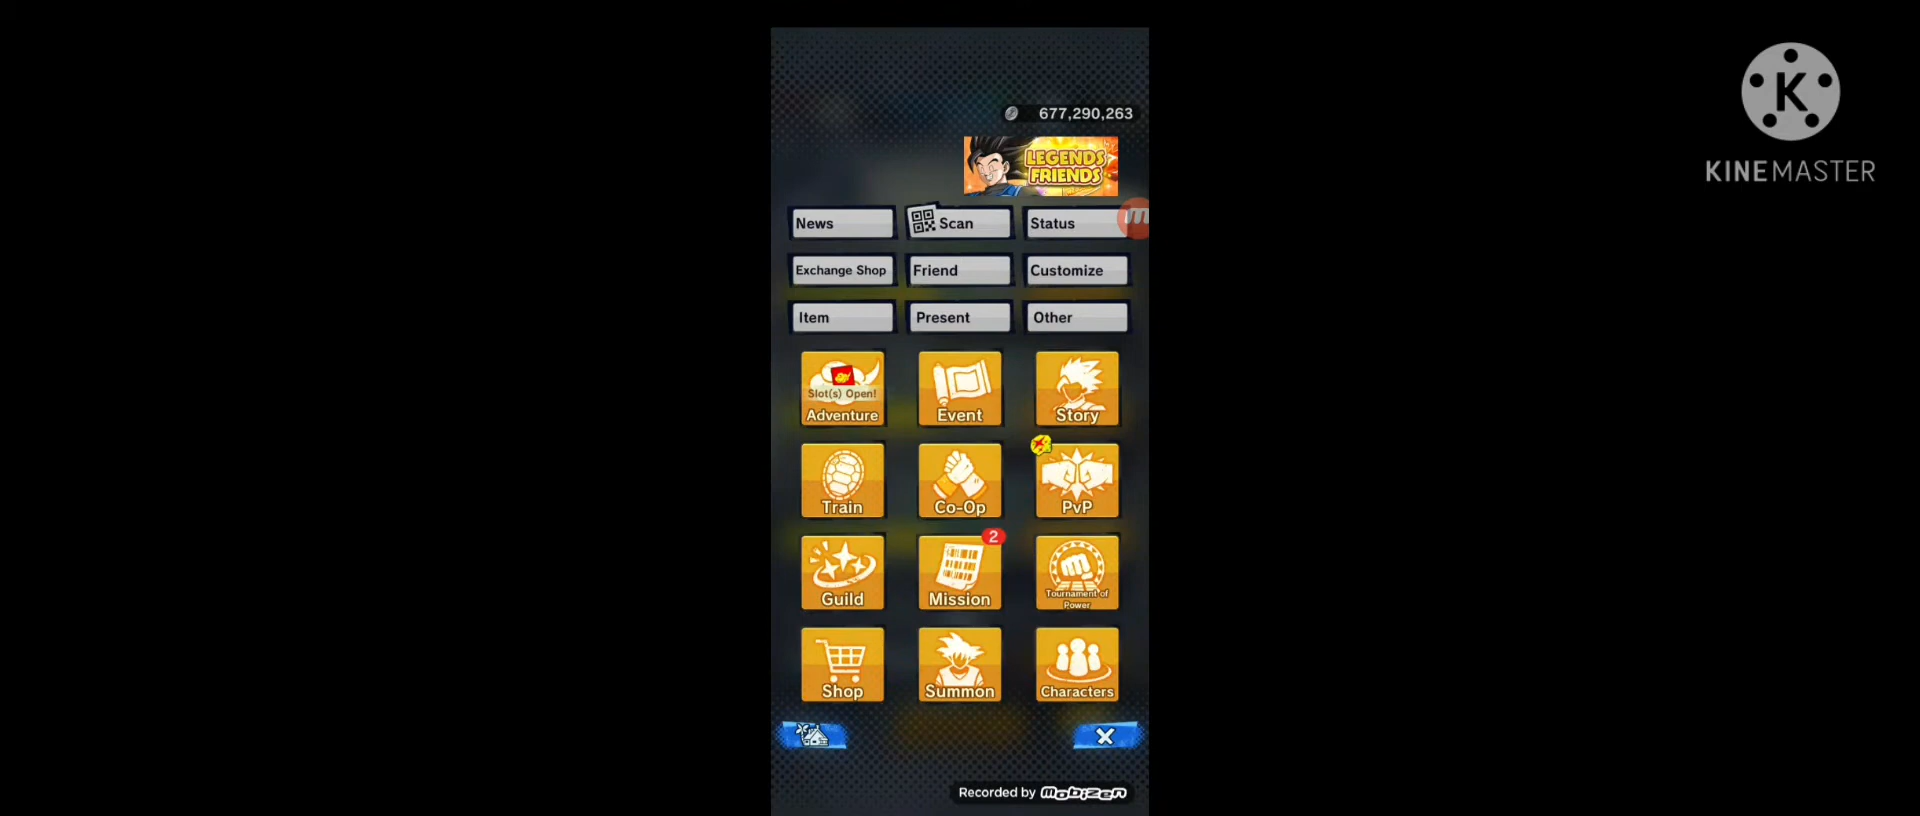 677,290,263
LEGENDS
FRIENDS
News
Scan
Status
Exchange Shop
Friend
Customize
Item
Present
Other
Slot(s) Open!
Adventure
Event
Story
Train
Co-Op
PvP
Guild
2
Mission
Tournament of
Power
Shop
Summon
Characters
Recorded by mobizen
K
KINEMASTER